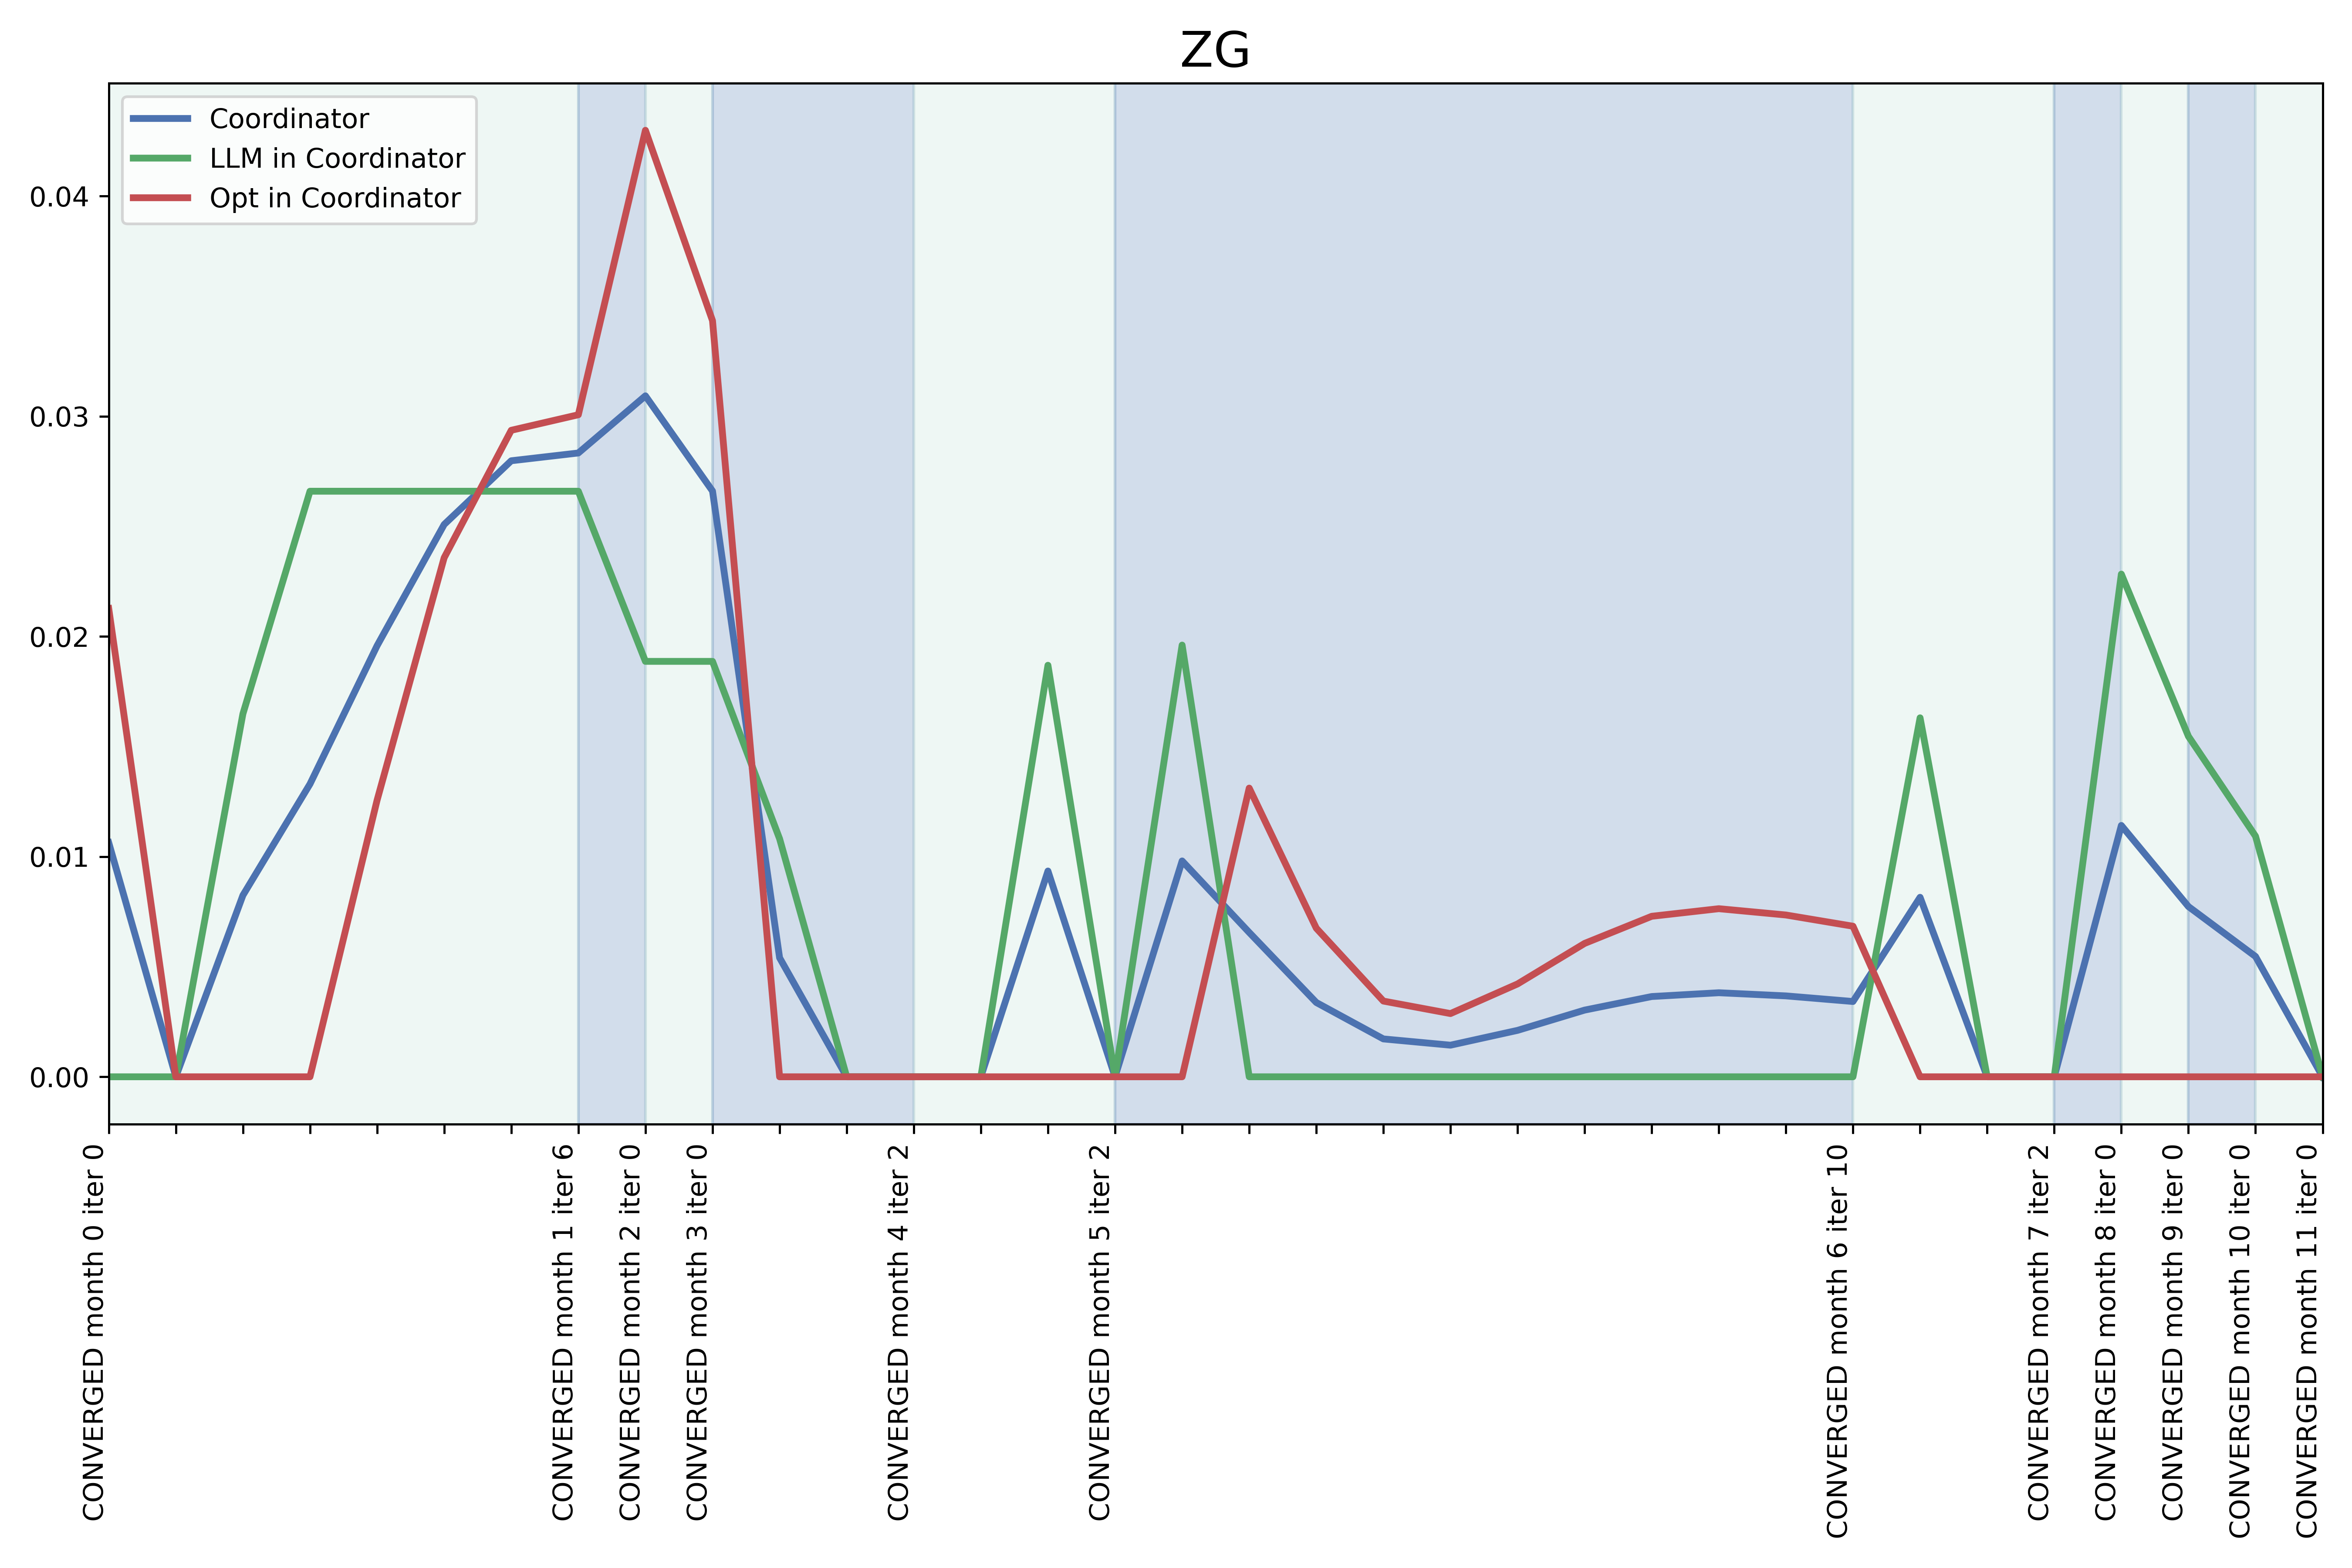 ZG
Coordinator
LLM in Coordinator
Opt in Coordinator
0.04
0.03
0.02
0.01
0.00
CONVERGED month 0 iter 0
CONVERGED month 1 iter 6
CONVERGED month 2 iter 0
CONVERGED month 3 iter 0
CONVERGED month 4 iter 2
CONVERGED month 5 iter 2
CONVERGED month 6 iter 10
CONVERGED month 7 iter 2
CONVERGED month 8 iter 0
CONVERGED month 9 iter 0
CONVERGED month 10 iter 0
CONVERGED month 11 iter 0